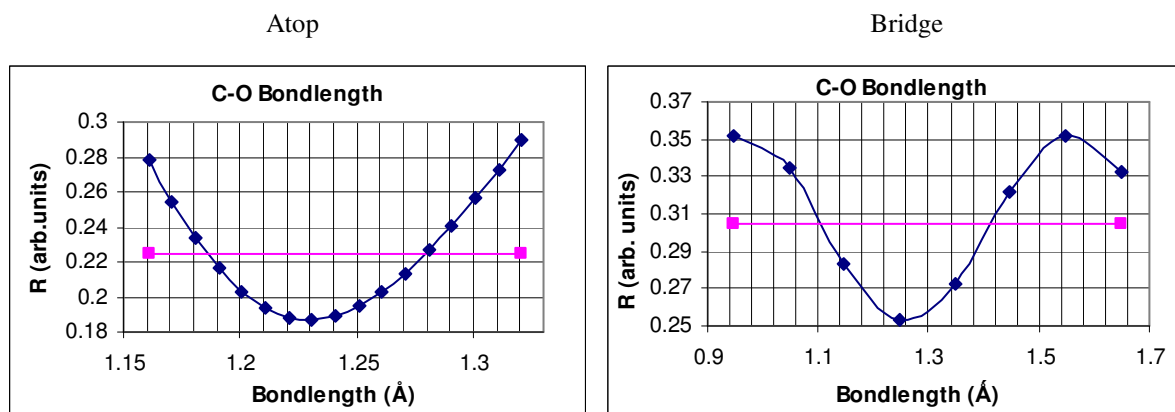 Atop
Bridge
C-O Bondlength
R (arb.units)
0.3
0.28
0.26
0.24
0.22
0.2
0.18
1.15
1.2
1.25
1.3
Bondlength (Å)
C-O Bondlength
R (arb. units)
0.37
0.35
0.33
0.31
0.29
0.27
0.25
0.9
1.1
1.3
1.5
1.7
Bondlength (Ǻ)